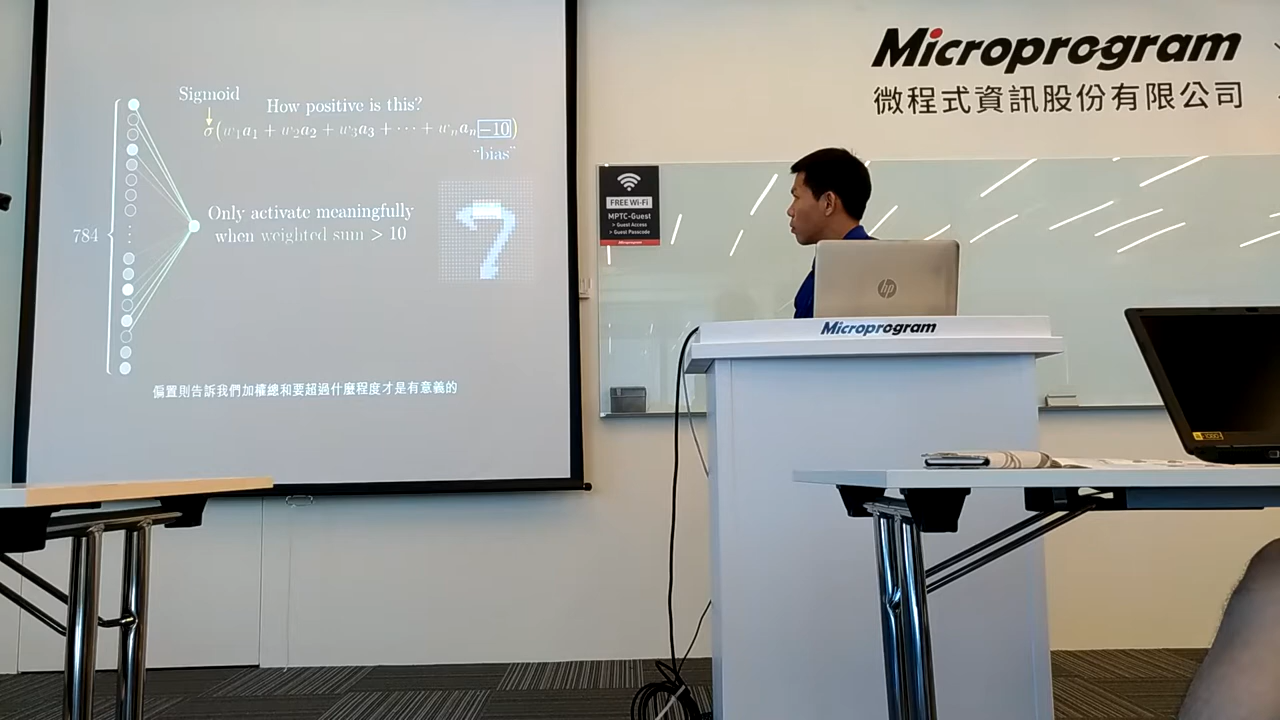 Sigmoid
How positive is this?
σ(w₁a₁ + w₂a₂ + w₃a₃ + ⋯ + wₙaₙ −10)
“bias”
784
Only activate meaningfully
when weighted sum > 10
偏置則告訴我們加權總和要超過什麼程度才是有意義的
Microprogram
微程式資訊股份有限公司
FREE Wi-Fi
MPTC-Guest
> Guest Access
> Guest Passcode
Microprogram
hp
Microprogram